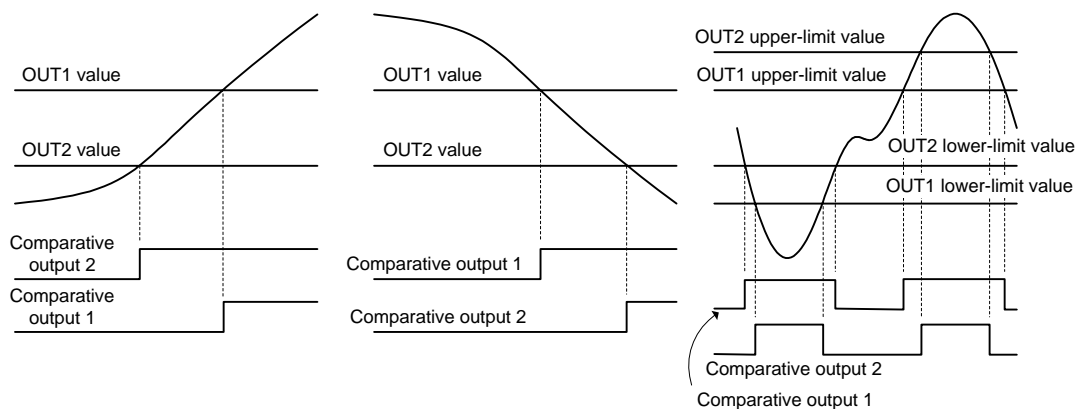 OUT1 value
OUT2 value
Comparative
output 2
Comparative
output 1
OUT1 value
OUT2 value
Comparative output 1
Comparative output 2
OUT2 upper-limit value
OUT1 upper-limit value
OUT2 lower-limit value
OUT1 lower-limit value
Comparative output 2
Comparative output 1